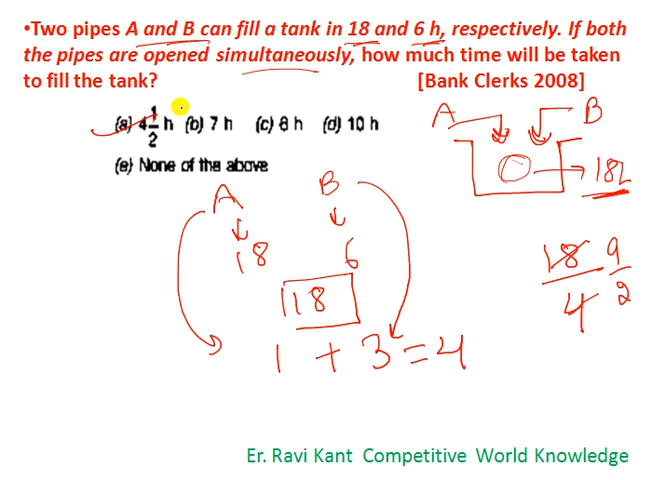 •Two pipes A and B can fill a tank in 18 and 6 h, respectively. If both
the pipes are opened simultaneously, how much time will be taken
to fill the tank? [Bank Clerks 2008]
(a) 4 1/2 h (b) 7 h (c) 6 h (d) 10 h
(e) None of the above
A B
18L
A B
18 6
18
1 + 3 = 4
18 9
4 2
Er. Ravi Kant Competitive World Knowledge